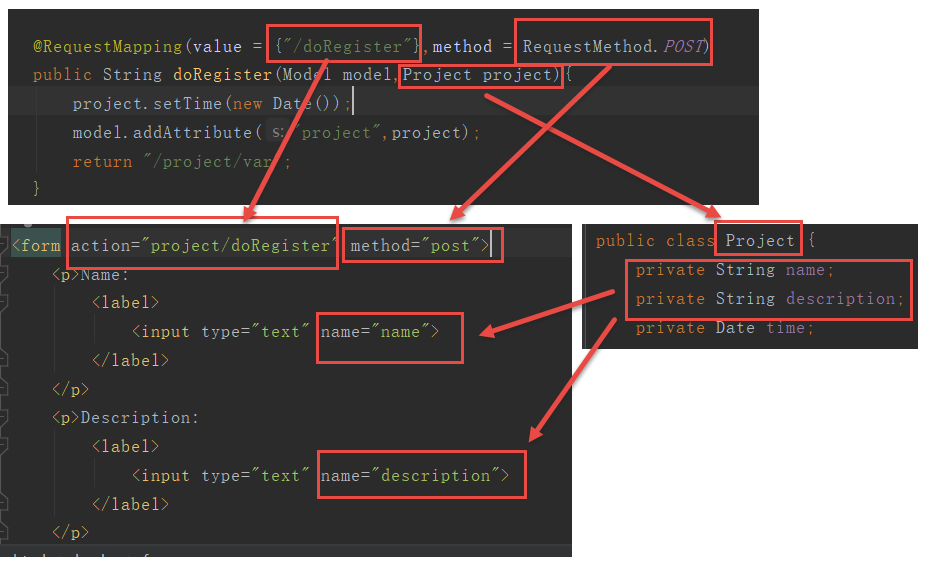 @RequestMapping(value = {"/doRegister"},method = RequestMethod.POST)
public String doRegister(Model model,Project project){
project.setTime(new Date());
model.addAttribute( s: "project",project);
return "/project/var";
}
<form action="project/doRegister" method="post">
<p>Name:
<label>
<input type="text" name="name">
</label>
</p>
<p>Description:
<label>
<input type="text" name="description">
</label>
</p>
public class Project {
private String name;
private String description;
private Date time;